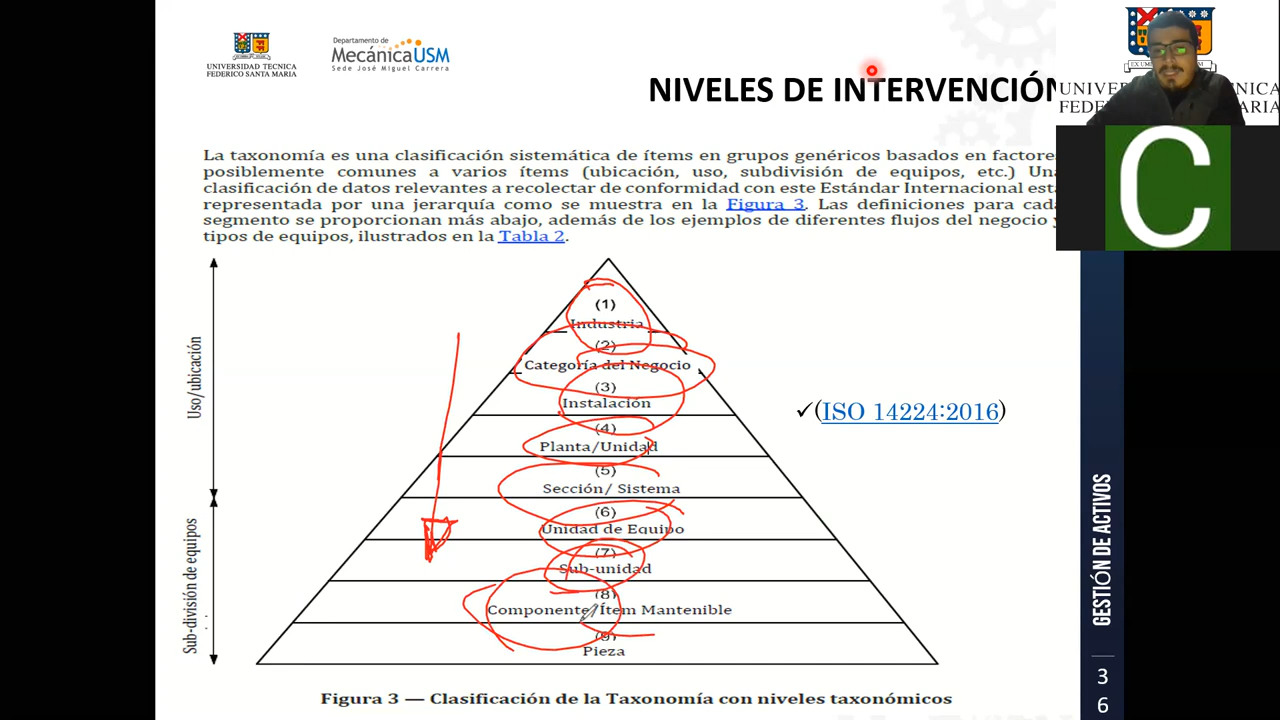 UNIVERSIDAD TECNICA
FEDERICO SANTA MARIA
Departamento de
MecánicaUSM
Sede José Miguel Carrera
NIVELES DE INTERVENCIÓN
UNIVE
TECNICA
FEDER
ARIA
C
La taxonomía es una clasificación sistemática de ítems en grupos genéricos basados en factores
posiblemente comunes a varios ítems (ubicación, uso, subdivisión de equipos, etc.) Una
clasificación de datos relevantes a recolectar de conformidad con este Estándar Internacional está
representada por una jerarquía como se muestra en la Figura 3. Las definiciones para cada
segmento se proporcionan más abajo, además de los ejemplos de diferentes flujos del negocio y
tipos de equipos, ilustrados en la Tabla 2.
Uso/ubicación
Sub-división de equipos
(1)
Industria
(2)
Categoría del Negocio
(3)
Instalación
(4)
Planta/Unidad
(5)
Sección/ Sistema
(6)
Unidad de Equipo
(7)
Sub-unidad
(8)
Componente/Ítem Mantenible
(9)
Pieza
✓(ISO 14224:2016)
Figura 3 — Clasificación de la Taxonomía con niveles taxonómicos
GESTIÓN DE ACTIVOS
3
6